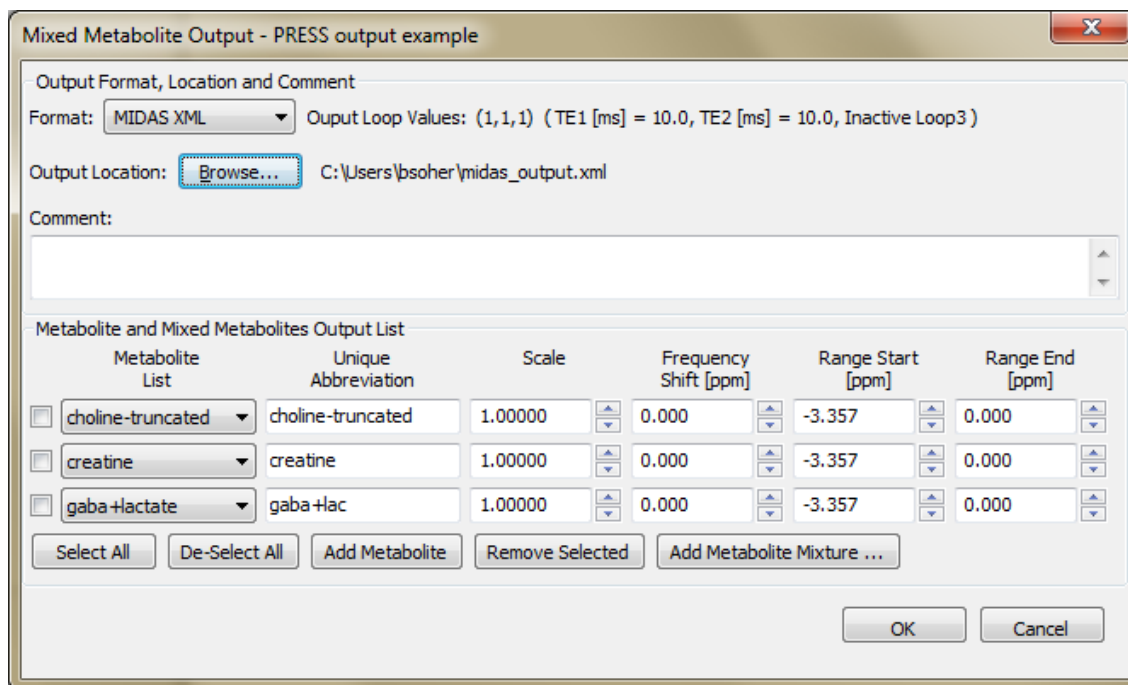 Mixed Metabolite Output - PRESS output example
Output Format, Location and Comment
Format: MIDAS XML Ouput Loop Values: (1,1,1) ( TE1 [ms] = 10.0, TE2 [ms] = 10.0, Inactive Loop3 )
Output Location: Browse... C:\Users\bsoher\midas_output.xml
Comment:
Metabolite and Mixed Metabolites Output List
Metabolite Unique Scale Frequency Range Start Range End
List Abbreviation Shift [ppm] [ppm] [ppm]
choline-truncated choline-truncated 1.00000 0.000 -3.357 0.000
creatine creatine 1.00000 0.000 -3.357 0.000
gaba+lactate gaba+lac 1.00000 0.000 -3.357 0.000
Select All De-Select All Add Metabolite Remove Selected Add Metabolite Mixture ...
OK Cancel